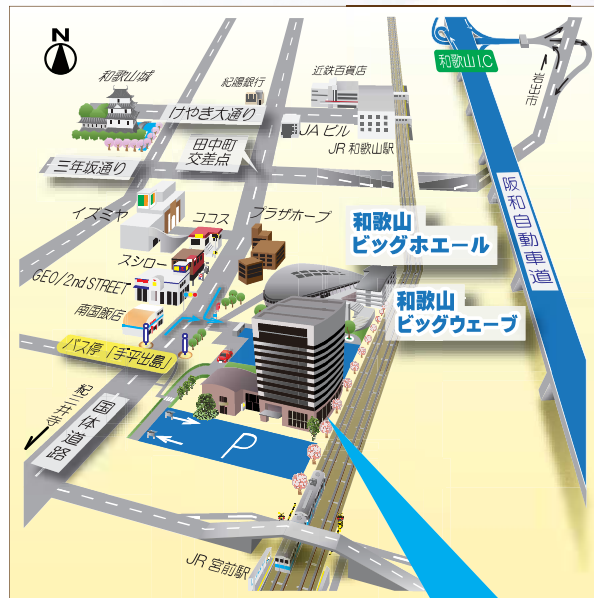 N
和歌山I.C
岩出市
和歌山城
紀陽銀行
近鉄百貨店
けやき大通り
JAビル
JR 和歌山駅
田中町
交差点
三年坂通り
阪和自動車道
イズミヤ
ココス
プラザホープ
和歌山
ビッグホエール
スシロー
GEO/2nd STREET
和歌山
ビッグウェーブ
南国飯店
バス停「手平出島」
紀三井寺
国体道路
P
JR 宮前駅